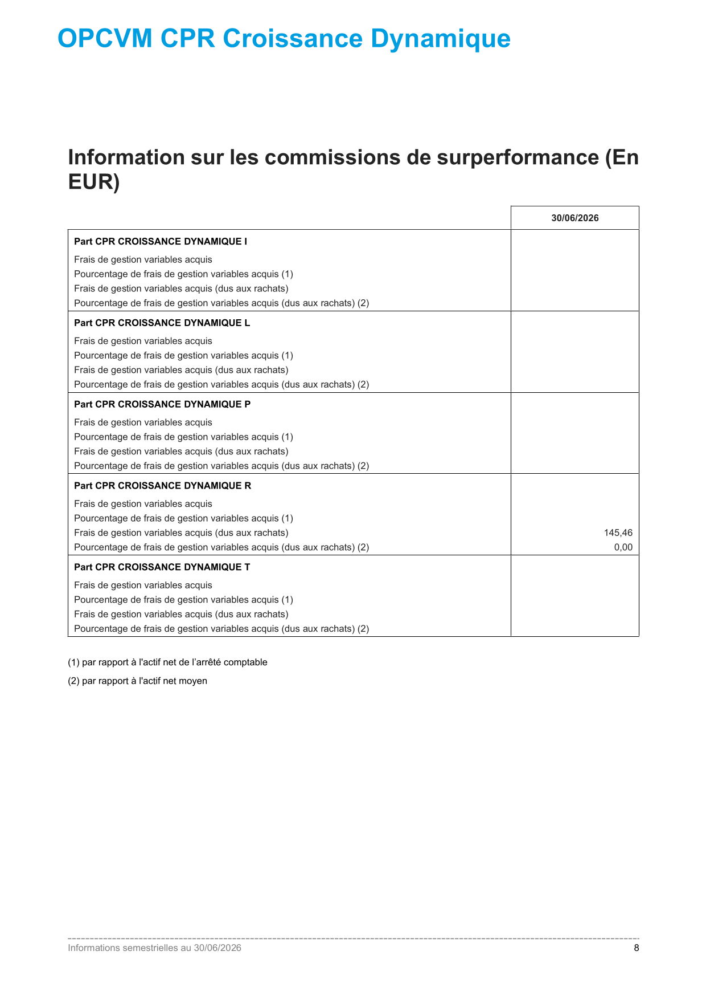 OPCVM CPR Croissance Dynamique
Information sur les commissions de surperformance (En
EUR)
30/06/2026
Part CPR CROISSANCE DYNAMIQUE I
Frais de gestion variables acquis
Pourcentage de frais de gestion variables acquis (1)
Frais de gestion variables acquis (dus aux rachats)
Pourcentage de frais de gestion variables acquis (dus aux rachats) (2)
Part CPR CROISSANCE DYNAMIQUE L
Frais de gestion variables acquis
Pourcentage de frais de gestion variables acquis (1)
Frais de gestion variables acquis (dus aux rachats)
Pourcentage de frais de gestion variables acquis (dus aux rachats) (2)
Part CPR CROISSANCE DYNAMIQUE P
Frais de gestion variables acquis
Pourcentage de frais de gestion variables acquis (1)
Frais de gestion variables acquis (dus aux rachats)
Pourcentage de frais de gestion variables acquis (dus aux rachats) (2)
Part CPR CROISSANCE DYNAMIQUE R
Frais de gestion variables acquis
Pourcentage de frais de gestion variables acquis (1)
Frais de gestion variables acquis (dus aux rachats) 145,46
Pourcentage de frais de gestion variables acquis (dus aux rachats) (2) 0,00
Part CPR CROISSANCE DYNAMIQUE T
Frais de gestion variables acquis
Pourcentage de frais de gestion variables acquis (1)
Frais de gestion variables acquis (dus aux rachats)
Pourcentage de frais de gestion variables acquis (dus aux rachats) (2)
(1) par rapport à l'actif net de l’arrêté comptable
(2) par rapport à l'actif net moyen
Informations semestrielles au 30/06/2026 8